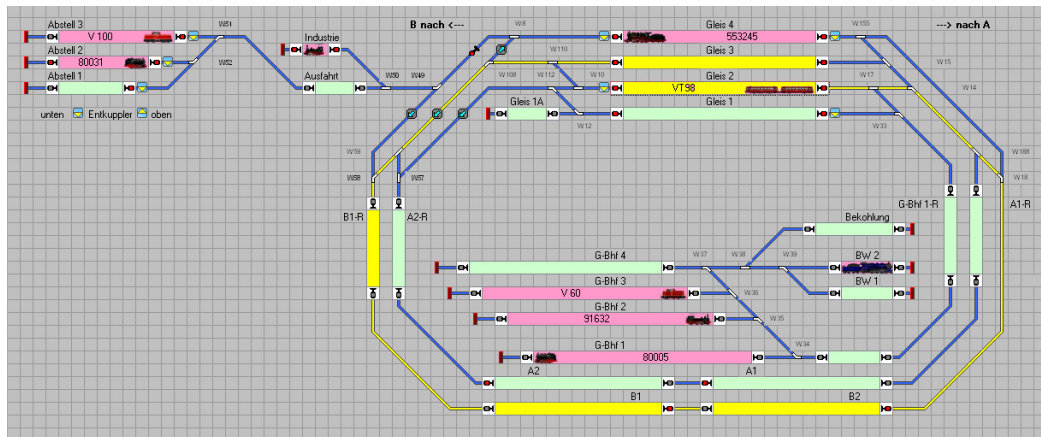 Abstell 3
W51
B nach <---
W8
Gleis 4
W155
---> nach A
V 100
Industrie
553245
Abstell 2
W110
Gleis 3
W15
80031
W52
Abstell 1
Ausfahrt
W50
W49
W108
W112
W10
Gleis 2
W17
VT98
W14
Gleis 1A
Gleis 1
unten
Entkuppler
oben
W12
W33
W59
W188
W58
W57
W18
B1-R
A2-R
G-Bhf 1-R
A1-R
Bekohlung
G-Bhf 4
W37
W38
W39
BW 2
G-Bhf 3
BW 1
V 60
W36
G-Bhf 2
91632
W35
G-Bhf 1
W34
80005
A2
A1
B1
B2